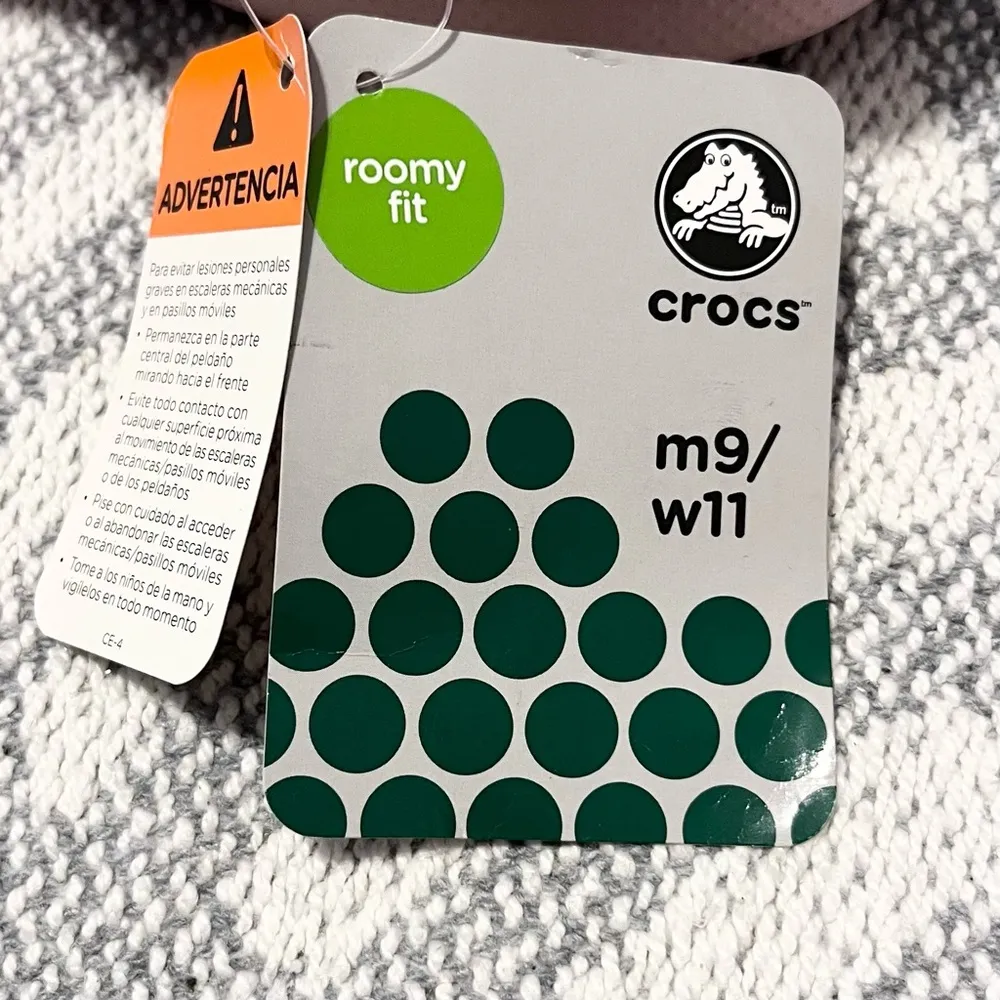 ADVERTENCIA
Para evitar lesiones personales
graves en escaleras mecánicas
y en pasillos móviles
• Permanezca en la parte
central del peldaño
mirando hacia el frente
• Evite todo contacto con
cualquier superficie próxima
al movimiento de las escaleras
mecánicas/pasillos móviles
o de los peldaños
• Pise con cuidado al acceder
o al abandonar las escaleras
mecánicas/pasillos móviles
• Tome a los niños de la mano y
vigílelos en todo momento
CE-4
roomy
fit
tm
crocs™
m9/
w11